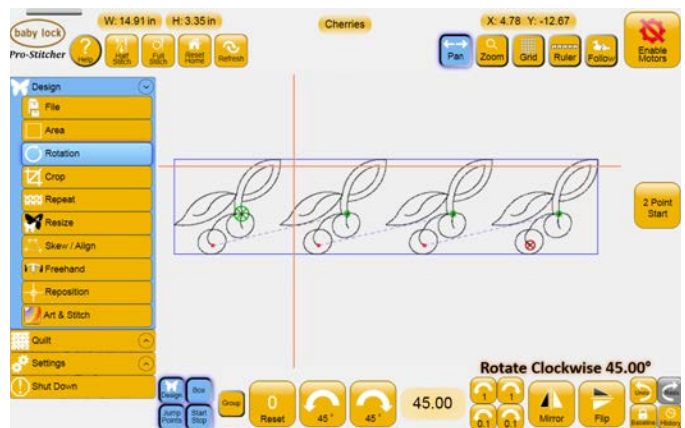 baby lock
Pro-Stitcher
W: 14.91 in H: 3.35 in
Cherries
X: 4.78 Y: -12.67
Help
Half Stitch
Full Stitch
Reset Home
Refresh
Pan
Zoom
Grid
Ruler
Follow
Enable Motors
Design
File
Area
Rotation
Crop
Repeat
Resize
Skew / Align
Freehand
Reposition
Art & Stitch
Quilt
Settings
Shut Down
2 Point
Start
Rotate Clockwise 45.00°
Design
Box
Jump Points
Start Stop
Group
0
Reset
45°
45°
45.00
1
1
0.1
0.1
Mirror
Flip
Undo
Redo
Baseline
History